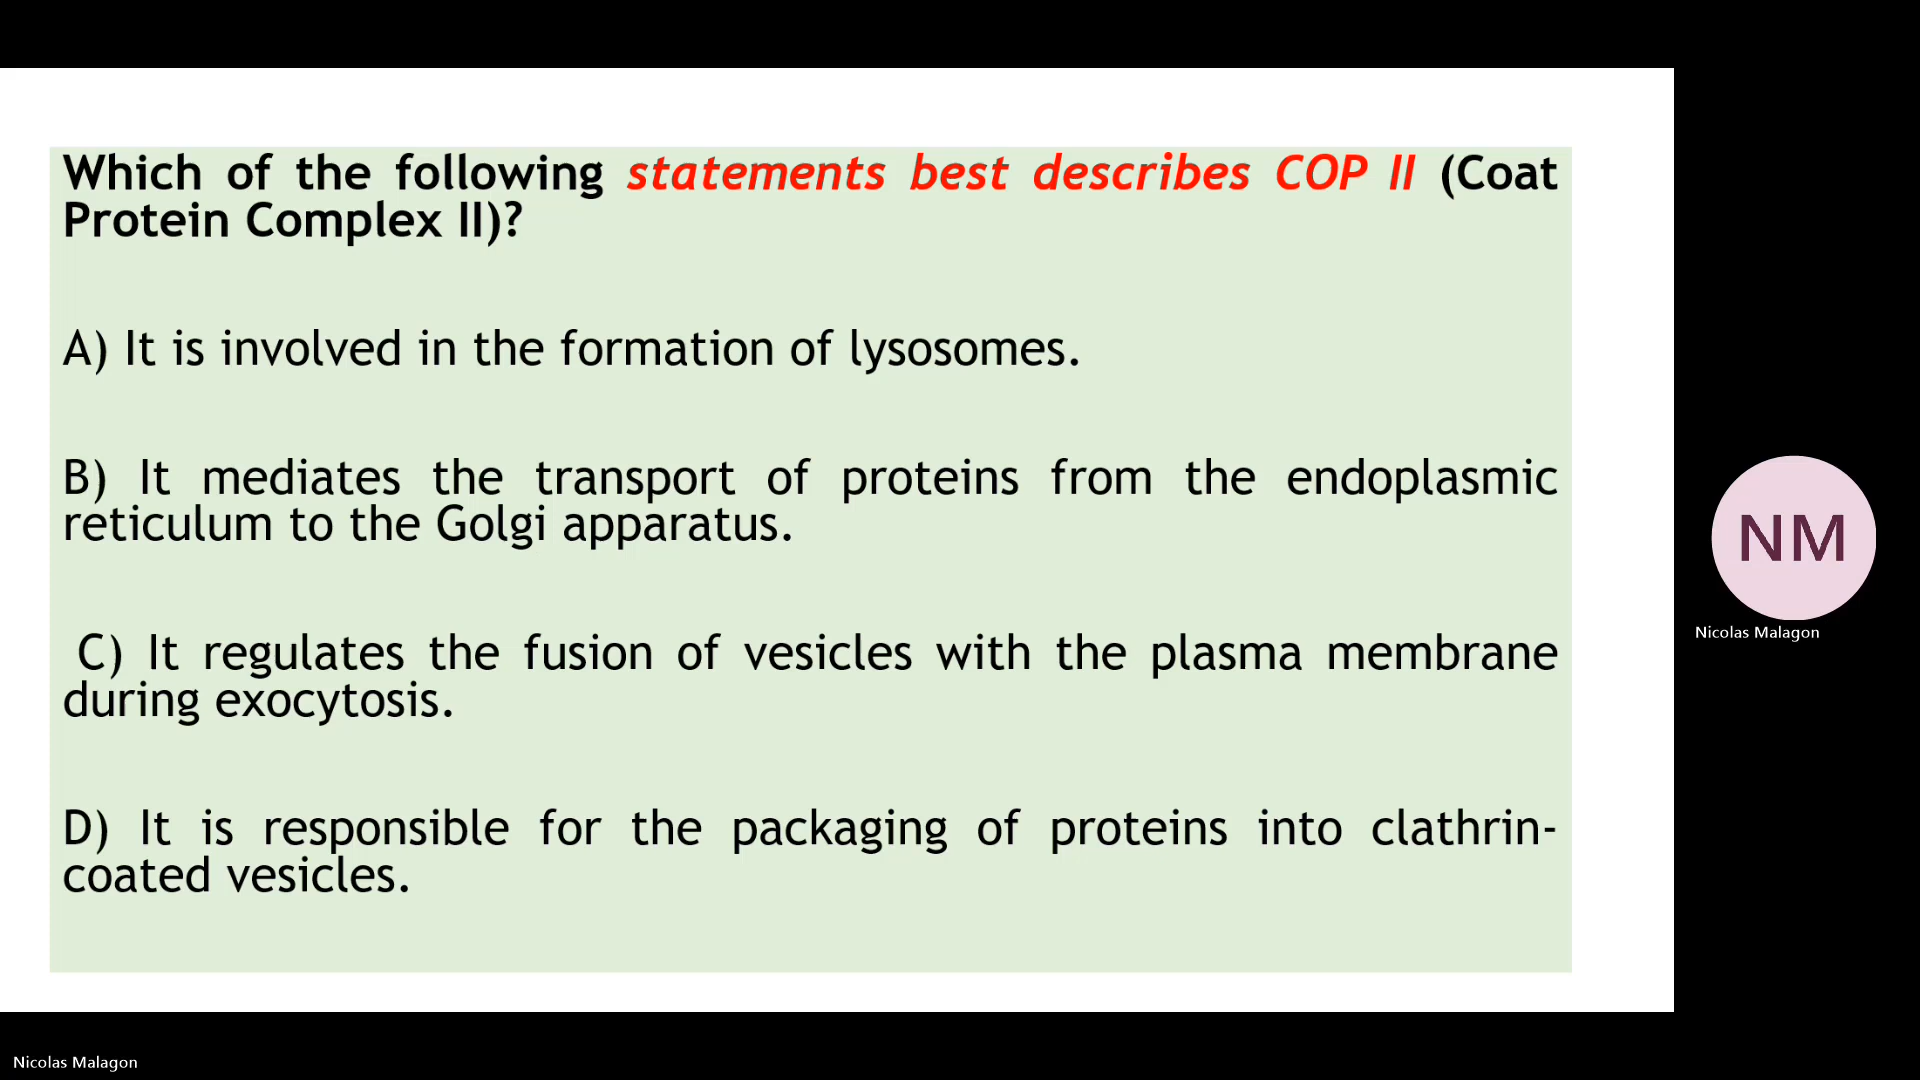 Which of the following statements best describes COP II (Coat
Protein Complex II)?
A) It is involved in the formation of lysosomes.
B) It mediates the transport of proteins from the endoplasmic
reticulum to the Golgi apparatus.
C) It regulates the fusion of vesicles with the plasma membrane
during exocytosis.
D) It is responsible for the packaging of proteins into clathrin-
coated vesicles.
NM
Nicolas Malagon
Nicolas Malagon